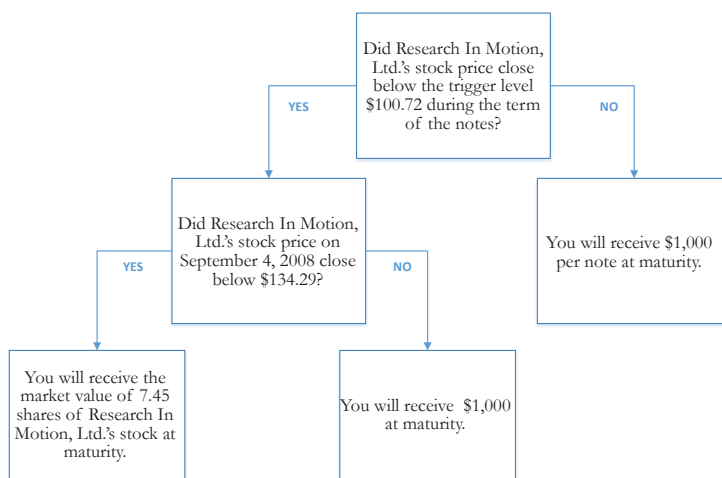 Did Research In Motion,
Ltd.'s stock price close
below the trigger level
$100.72 during the term
of the notes?
YES
NO
Did Research In Motion,
Ltd.'s stock price on
September 4, 2008 close
below $134.29?
You will receive $1,000
per note at maturity.
YES
NO
You will receive the
market value of 7.45
shares of Research In
Motion, Ltd.'s stock at
maturity.
You will receive $1,000
at maturity.